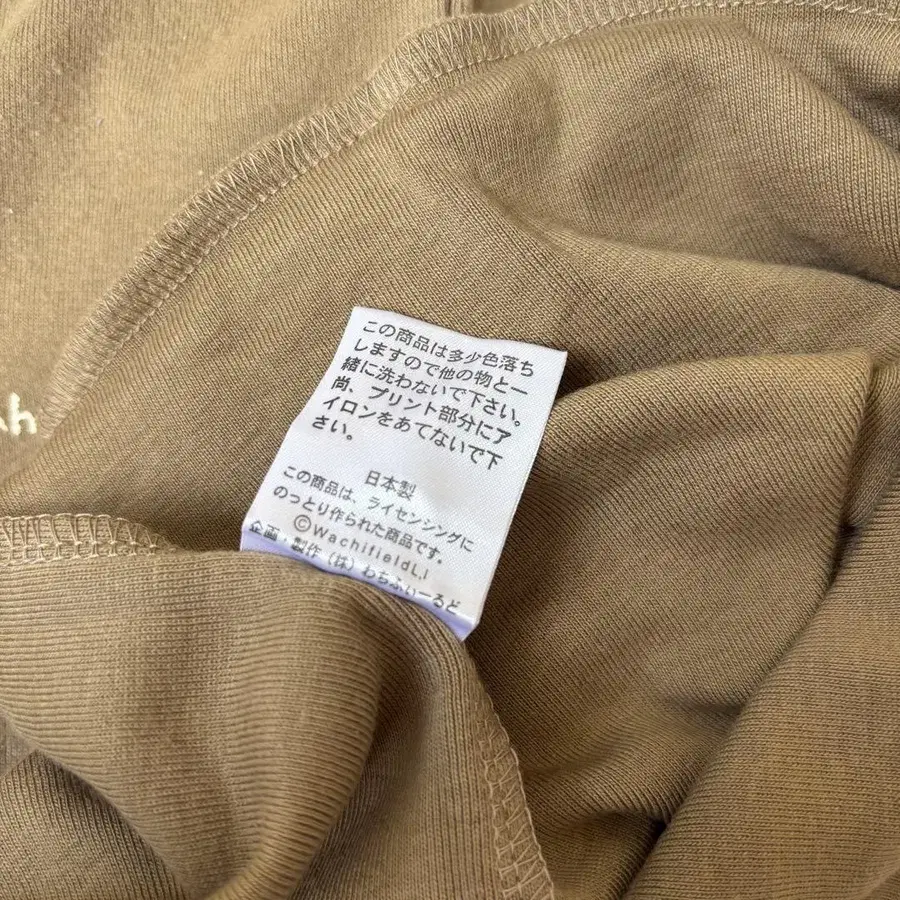 この商品は多少色落ち
しますので他の物と一
緒に洗わないで下さい。
尚、プリント部分にア
イロンをあてないで下
さい。
日本製
この商品は、ライセンシングに
のっとり作られた商品です。
©WachifieldL,I
企画・製作(株)わちふぃーるど